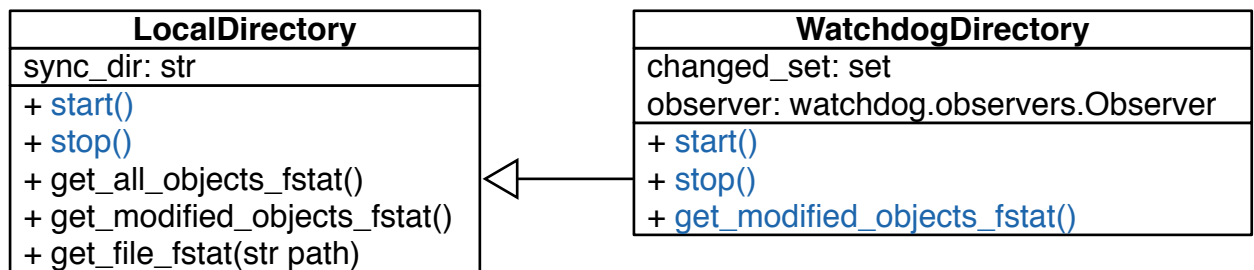 LocalDirectory
sync_dir: str
+ start()
+ stop()
+ get_all_objects_fstat()
+ get_modified_objects_fstat()
+ get_file_fstat(str path)
WatchdogDirectory
changed_set: set
observer: watchdog.observers.Observer
+ start()
+ stop()
+ get_modified_objects_fstat()